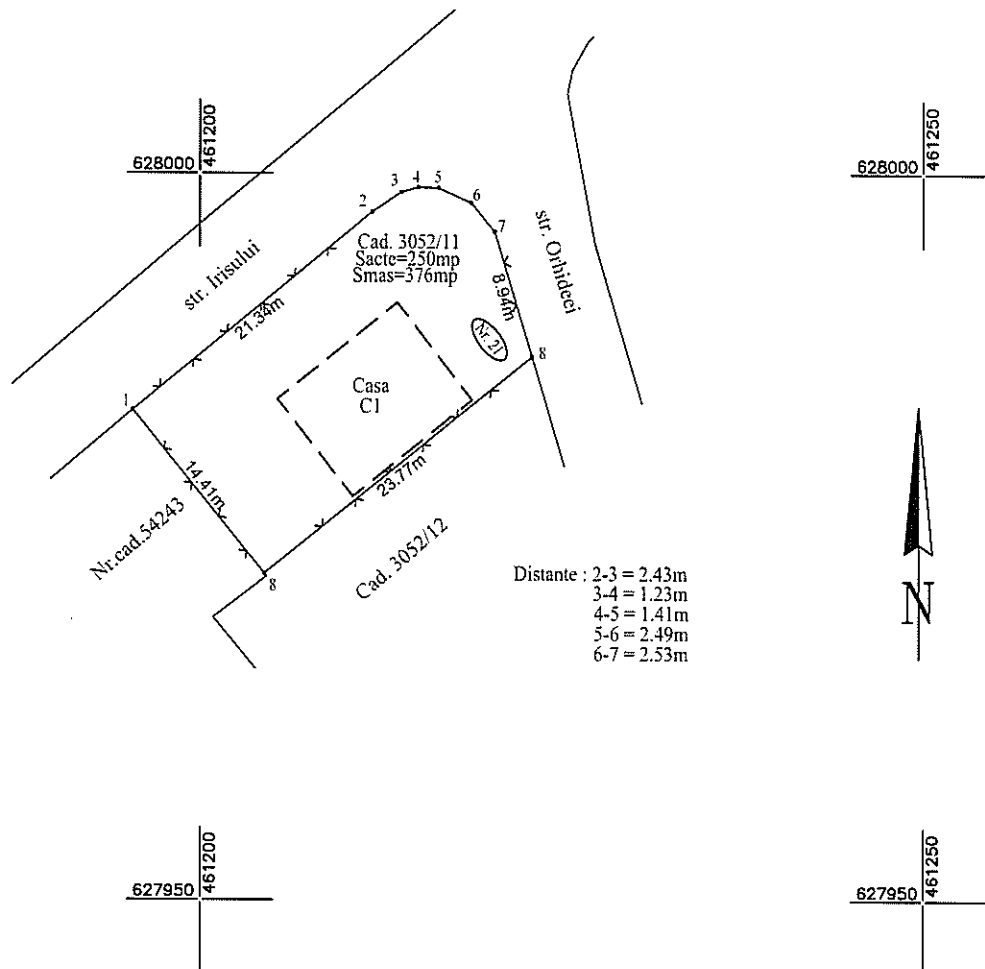 628000
461200
628000
461250
2
3
4
5
6
7
str. Irisului
Cad. 3052/11
Sacte=250mp
Smas=376mp
str. Orhideei
21.34m
8.94m
Nr. 21
8
1
Casa
C1
14.41m
23.77m
Nr.cad.54243
8
Cad. 3052/12
Distante : 2-3 = 2.43m
3-4 = 1.23m
4-5 = 1.41m
5-6 = 2.49m
6-7 = 2.53m
N
627950
461200
627950
461250